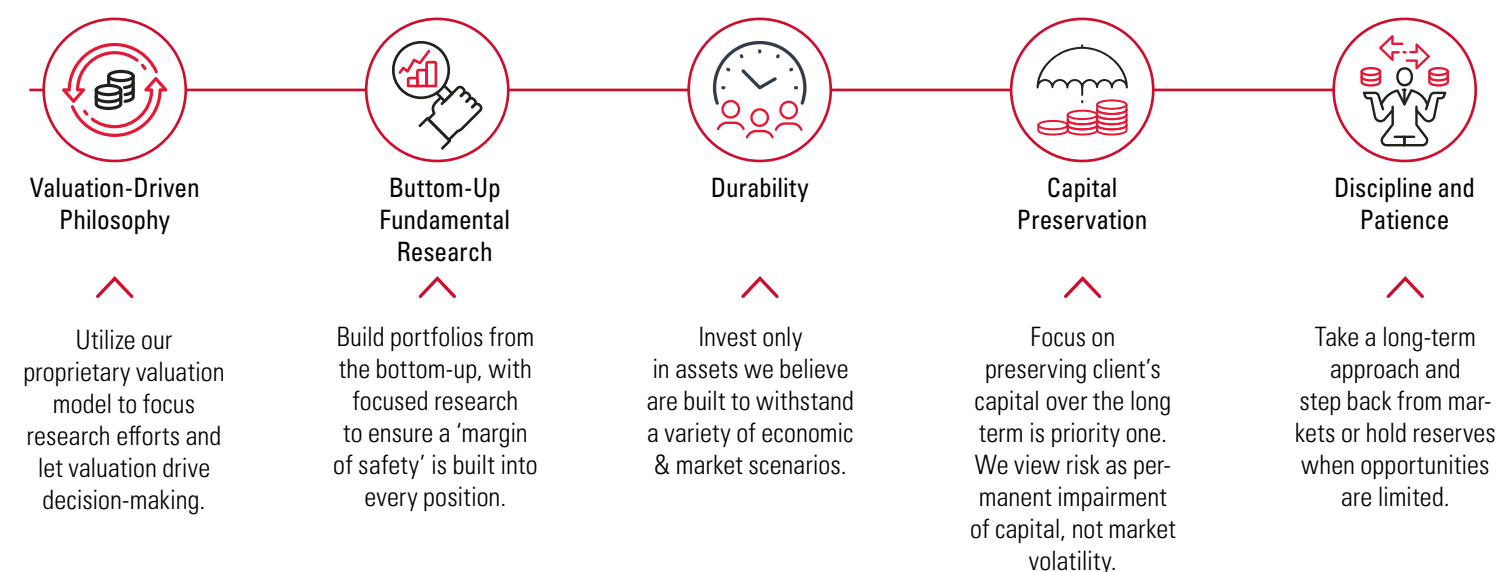 Valuation-Driven
Philosophy
Utilize our
proprietary valuation
model to focus
research efforts and
let valuation drive
decision-making.
Buttom-Up
Fundamental
Research
Build portfolios from
the bottom-up, with
focused research
to ensure a ‘margin
of safety’ is built into
every position.
Durability
Invest only
in assets we believe
are built to withstand
a variety of economic
& market scenarios.
Capital
Preservation
Focus on
preserving client’s
capital over the long
term is priority one.
We view risk as per-
manent impairment
of capital, not market
volatility.
Discipline and
Patience
Take a long-term
approach and
step back from mar-
kets or hold reserves
when opportunities
are limited.